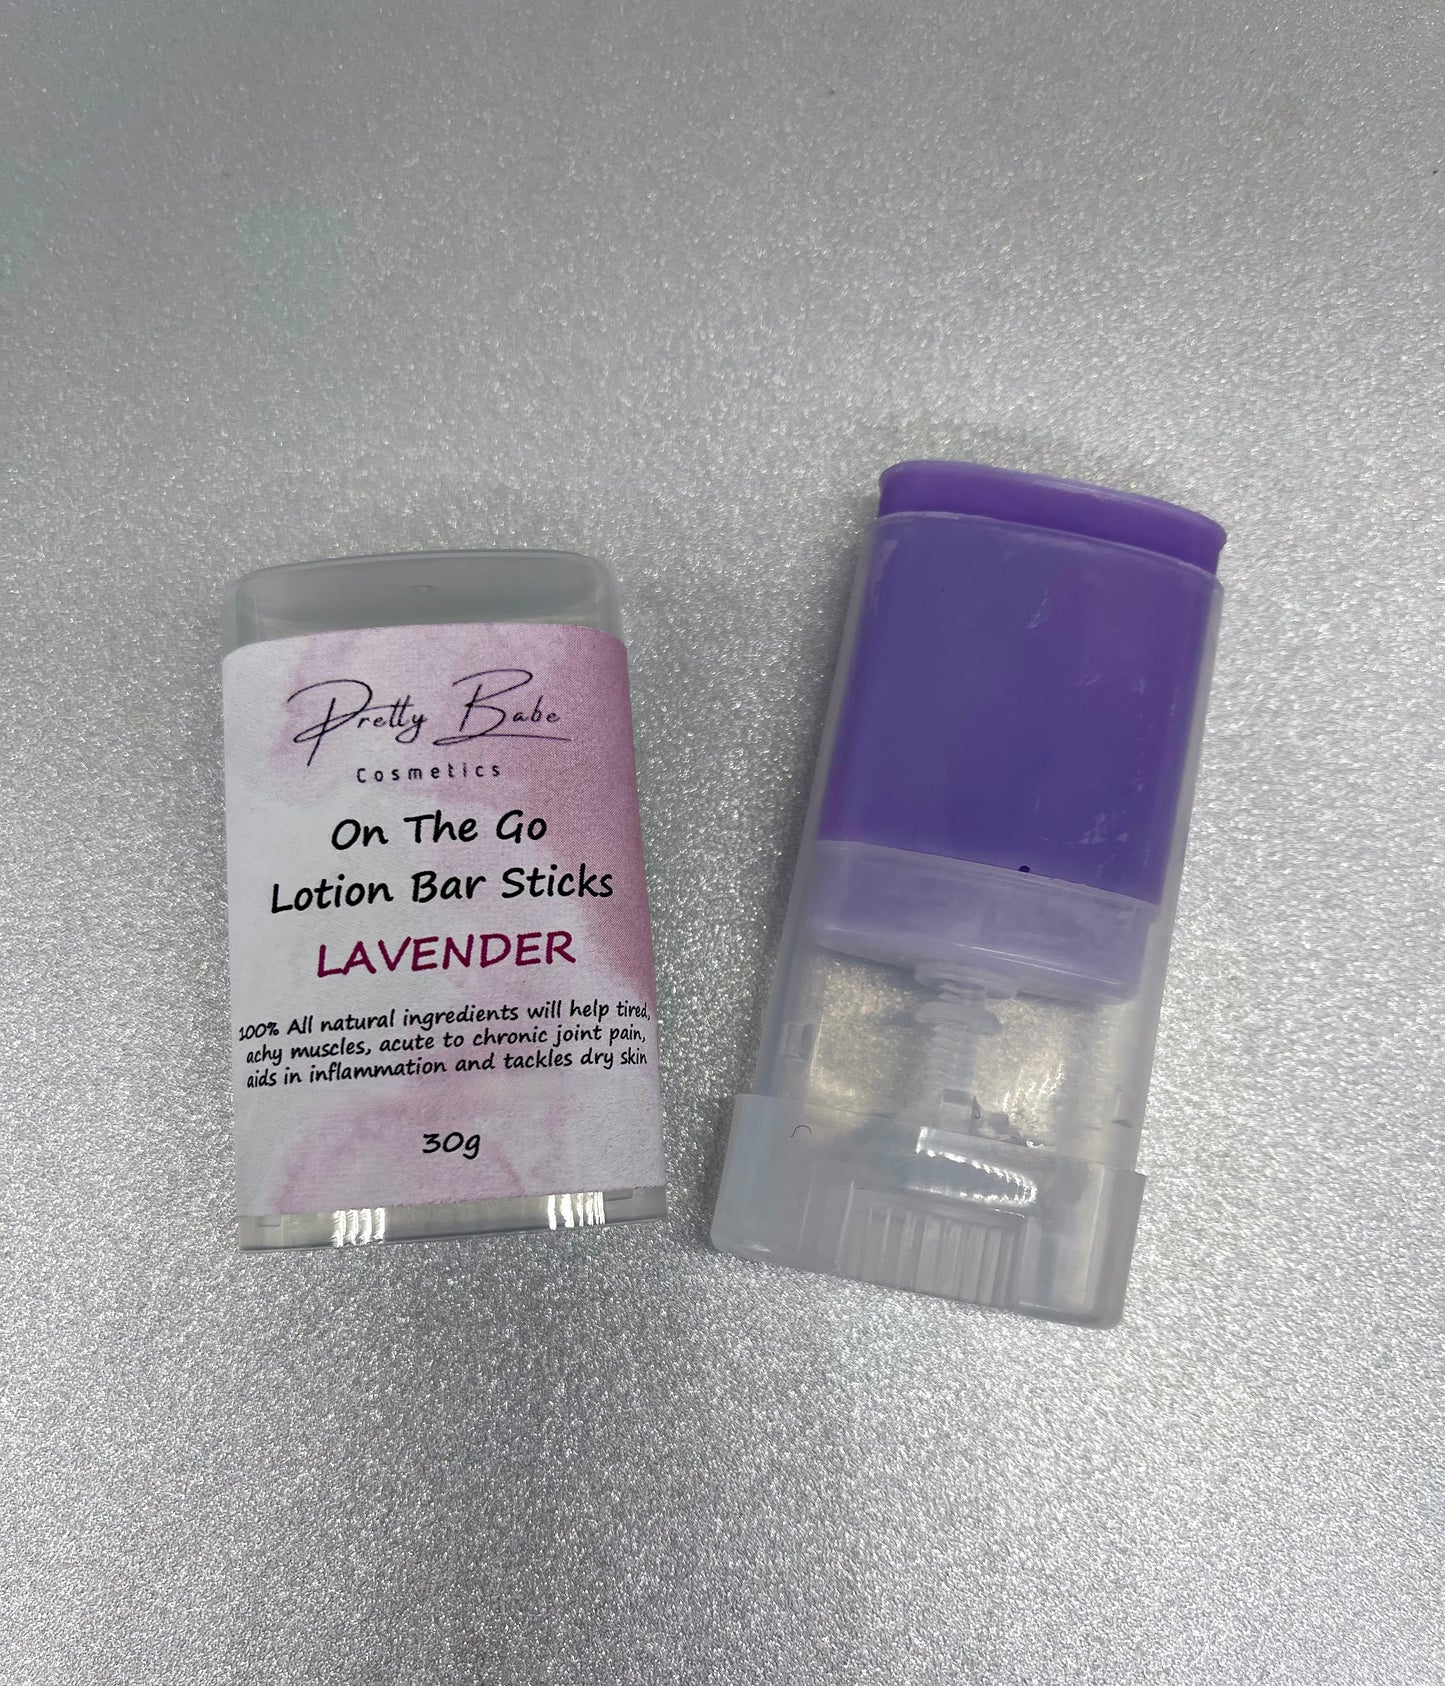 Pretty Babe
Cosmetics
On The Go
Lotion Bar Sticks
LAVENDER
100% All natural ingredients will help tired,
achy muscles, acute to chronic joint pain,
aids in inflammation and tackles dry skin
30g